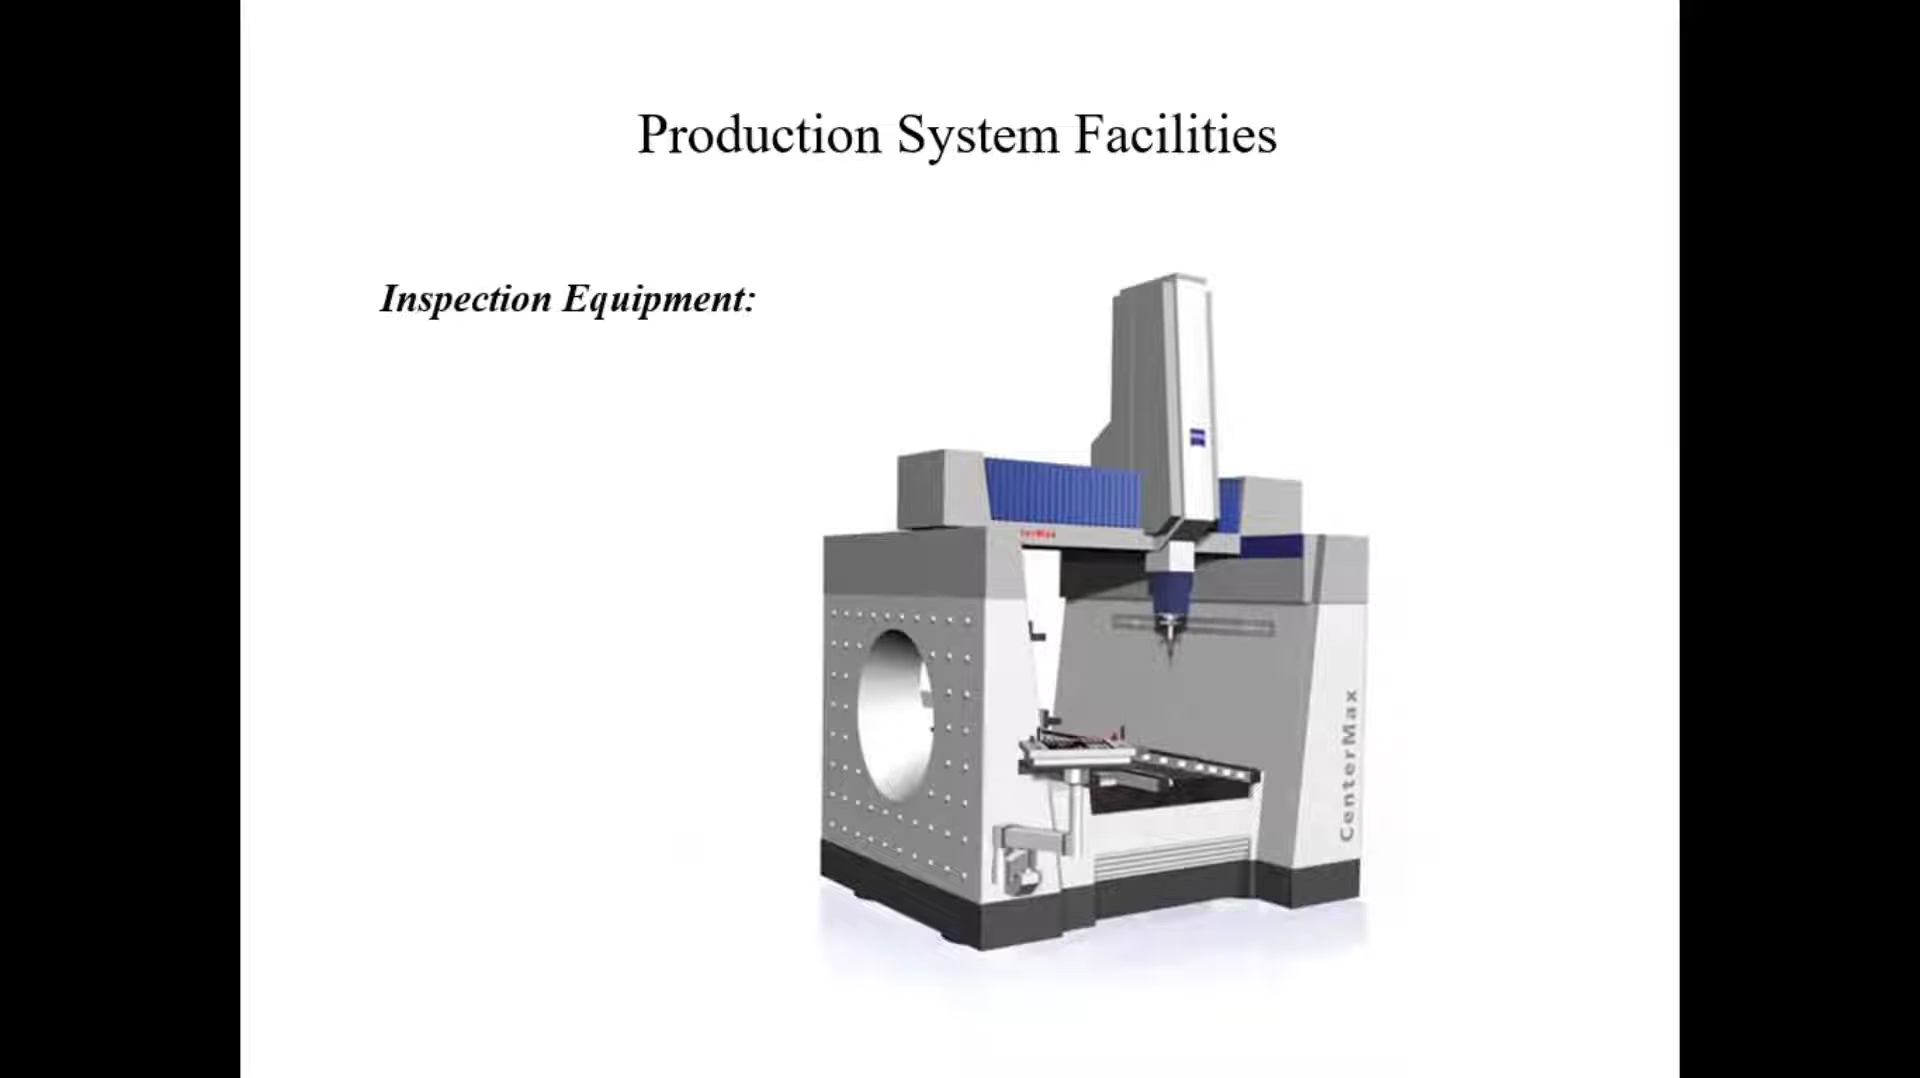 Production System Facilities
Inspection Equipment:
CenterMax